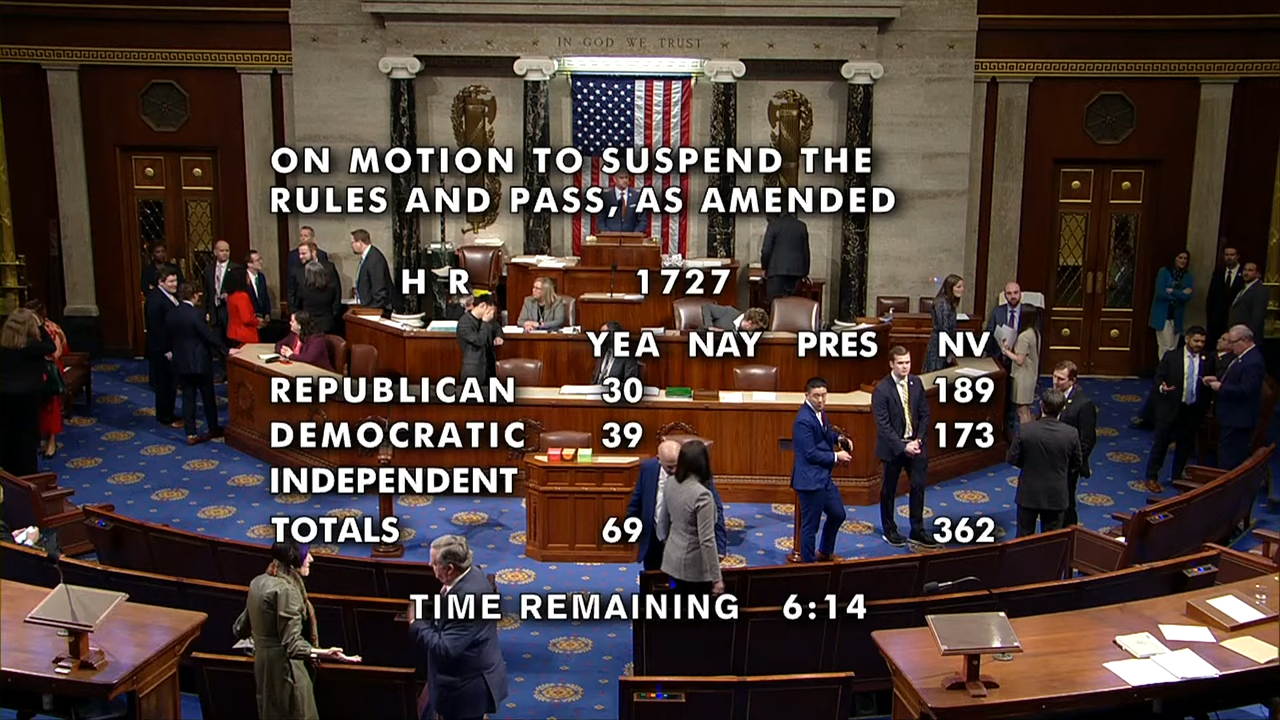 IN GOD WE TRUST
ON MOTION TO SUSPEND THE
RULES AND PASS, AS AMENDED
H R 1727
YEA NAY PRES NV
REPUBLICAN 30 189
DEMOCRATIC 39 173
INDEPENDENT
TOTALS 69 362
TIME REMAINING 6:14